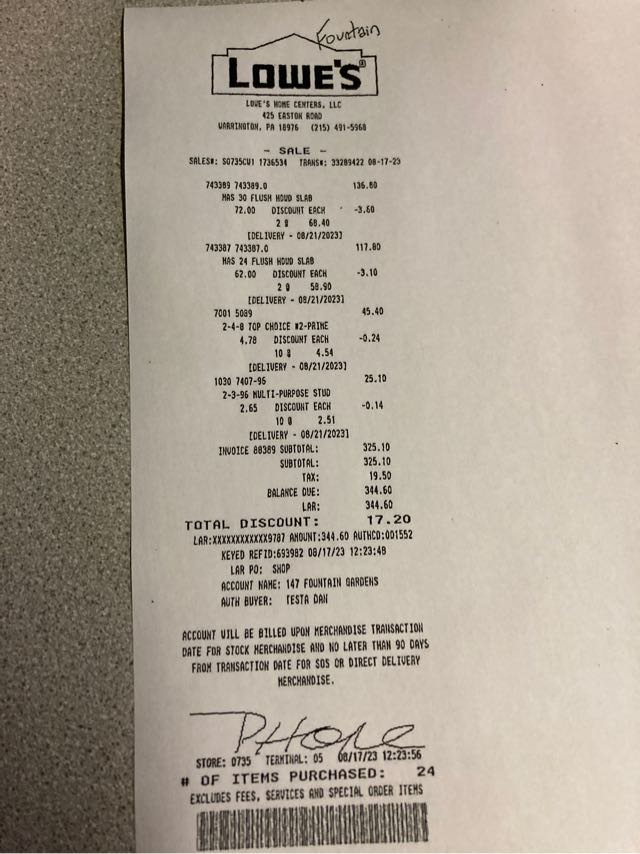 Fountain
LOWE'S®
LOWE'S HOME CENTERS, LLC
425 EASTON ROAD
WARRINGTON, PA 18976 (215) 491-5968
- SALE -
SALES#: S0735CU1 1736534 TRANS#: 33289422 08-17-23
743389 743389.0 136.80
MAS 30 FLUSH WOUD SLAB
72.00 DISCOUNT EACH -3.60
2 @ 68.40
[DELIVERY - 08/21/2023]
743387 743387.0 117.80
MAS 24 FLUSH WOUD SLAB
62.00 DISCOUNT EACH -3.10
2 @ 58.90
[DELIVERY - 08/21/2023]
7001 5089 45.40
2-4-8 TOP CHOICE #2-PRIME
4.78 DISCOUNT EACH -0.24
10 @ 4.54
[DELIVERY - 08/21/2023]
1030 7407-96 25.10
2-3-96 MULTI-PURPOSE STUD
2.65 DISCOUNT EACH -0.14
10 @ 2.51
[DELIVERY - 08/21/2023]
INVOICE 88389 SUBTOTAL: 325.10
SUBTOTAL: 325.10
TAX: 19.50
BALANCE DUE: 344.60
LAR: 344.60
TOTAL DISCOUNT: 17.20
LAR:XXXXXXXXXXXX9787 AMOUNT:344.60 AUTHCD:001552
KEYED REFID:693982 08/17/23 12:23:48
LAR PO: SHOP
ACCOUNT NAME: 147 FOUNTAIN GARDENS
AUTH BUYER: TESTA DAN
ACCOUNT WILL BE BILLED UPON MERCHANDISE TRANSACTION
DATE FOR STOCK MERCHANDISE AND NO LATER THAN 90 DAYS
FROM TRANSACTION DATE FOR SOS OR DIRECT DELIVERY
MERCHANDISE.
PHONE
STORE: 0735 TERMINAL: 05 08/17/23 12:23:56
# OF ITEMS PURCHASED: 24
EXCLUDES FEES, SERVICES AND SPECIAL ORDER ITEMS